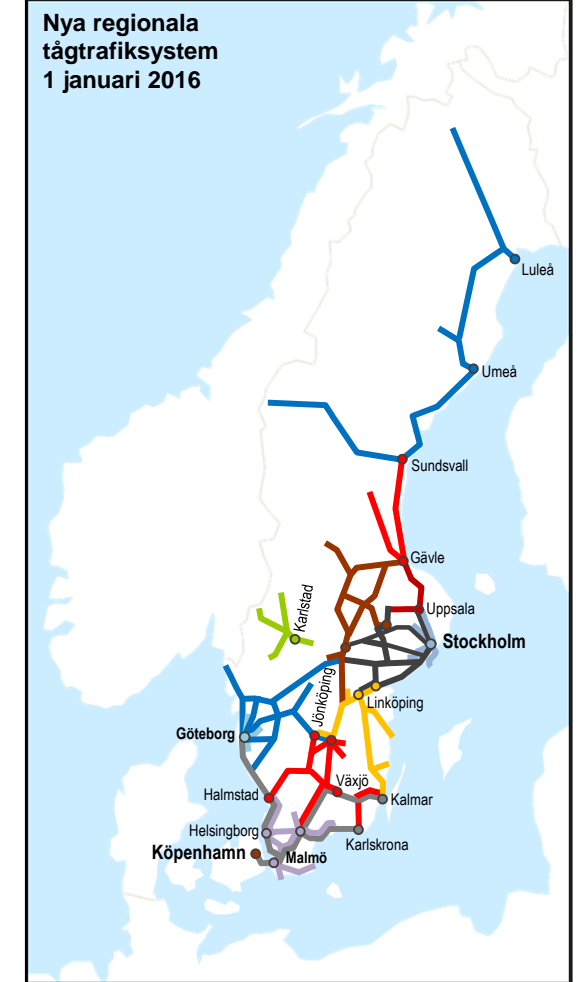 Nya regionala
tågtrafiksystem
1 januari 2016
Luleå
Umeå
Sundsvall
Gävle
Karlstad
Uppsala
Stockholm
Jönköping
Linköping
Göteborg
Växjö
Halmstad
Kalmar
Helsingborg
Karlskrona
Köpenhamn
Malmö